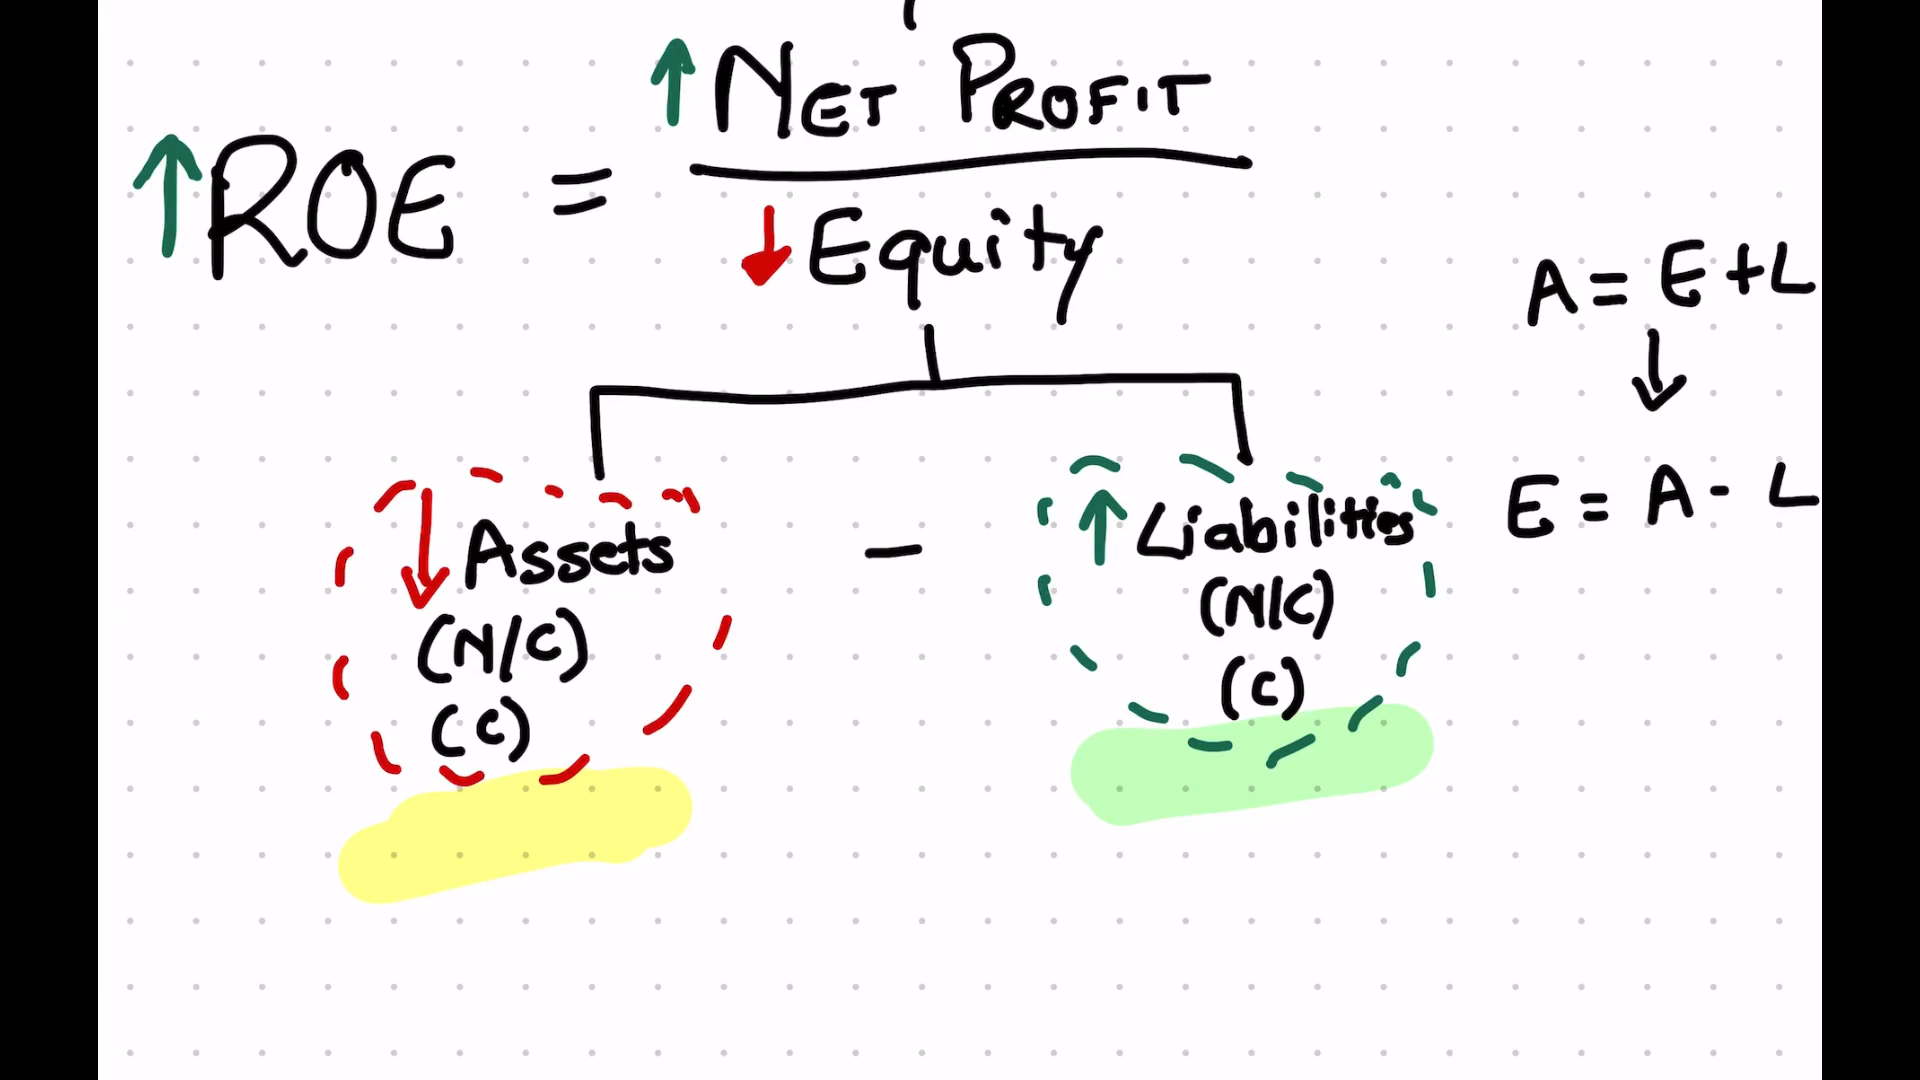 ↑ NET PROFIT
↑ ROE =
↓ Equity
A = E + L
↓
E = A - L
↓ Assets - ↑ Liabilities
(N/C) (N/C)
(C) (C)